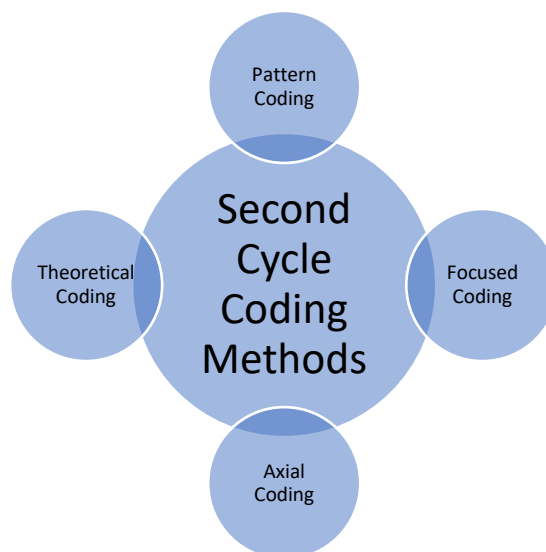 Pattern
Coding
Second
Cycle
Coding
Methods
Theoretical
Coding
Focused
Coding
Axial
Coding